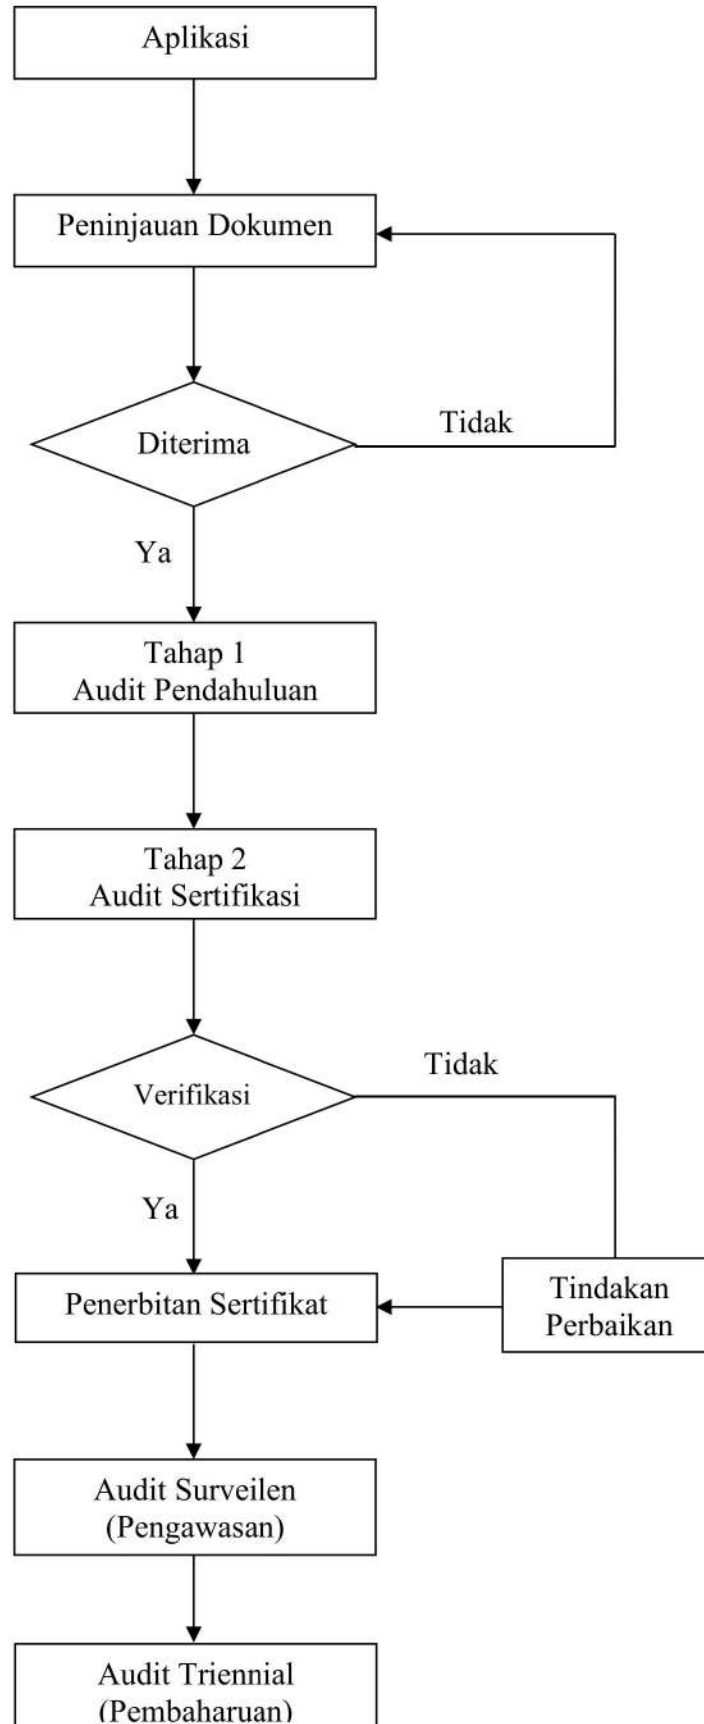 Aplikasi
Peninjauan Dokumen
Tidak
Diterima
Ya
Tahap 1
Audit Pendahuluan
Tahap 2
Audit Sertifikasi
Tidak
Verifikasi
Ya
Penerbitan Sertifikat
Tindakan
Perbaikan
Audit Surveilen
(Pengawasan)
Audit Triennial
(Pembaharuan)